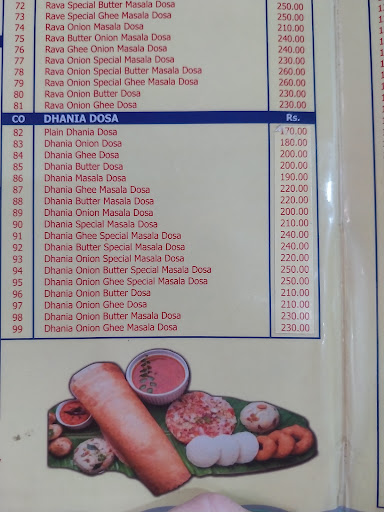 72 Rava Special Butter Masala Dosa 250.00
73 Rava Special Ghee Masala Dosa 250.00
74 Rava Onion Masala Dosa 210.00
75 Rava Butter Onion Masala Dosa 240.00
76 Rava Ghee Onion Masala Dosa 240.00
77 Rava Onion Special Masala Dosa 230.00
78 Rava Onion Special Butter Masala Dosa 260.00
79 Rava Onion Special Ghee Masala Dosa 260.00
80 Rava Onion Butter Dosa 230.00
81 Rava Onion Ghee Dosa 230.00
CO DHANIA DOSA Rs.
82 Plain Dhania Dosa 170.00
83 Dhania Onion Dosa 180.00
84 Dhania Ghee Dosa 200.00
85 Dhania Butter Dosa 200.00
86 Dhania Masala Dosa 190.00
87 Dhania Ghee Masala Dosa 220.00
88 Dhania Butter Masala Dosa 220.00
89 Dhania Onion Masala Dosa 200.00
90 Dhania Special Masala Dosa 210.00
91 Dhania Ghee Special Masala Dosa 240.00
92 Dhania Butter Special Masala Dosa 240.00
93 Dhania Onion Special Masala Dosa 220.00
94 Dhania Onion Butter Special Masala Dosa 250.00
95 Dhania Onion Ghee Special Masala Dosa 250.00
96 Dhania Onion Butter Dosa 210.00
97 Dhania Onion Ghee Dosa 210.00
98 Dhania Onion Butter Masala Dosa 230.00
99 Dhania Onion Ghee Masala Dosa 230.00